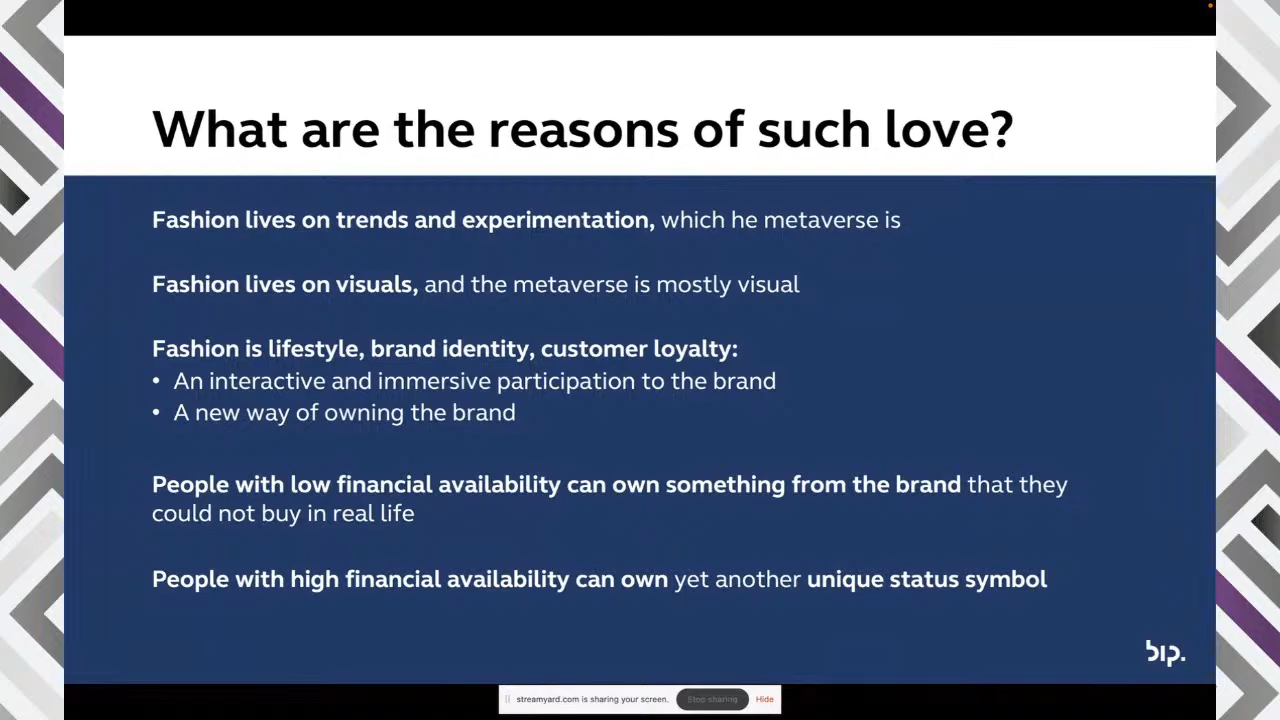 What are the reasons of such love?
Fashion lives on trends and experimentation, which he metaverse is
Fashion lives on visuals, and the metaverse is mostly visual
Fashion is lifestyle, brand identity, customer loyalty:
• An interactive and immersive participation to the brand
• A new way of owning the brand
People with low financial availability can own something from the brand that they
could not buy in real life
People with high financial availability can own yet another unique status symbol
bip.
streamyard.com is sharing your screen. Stop sharing Hide